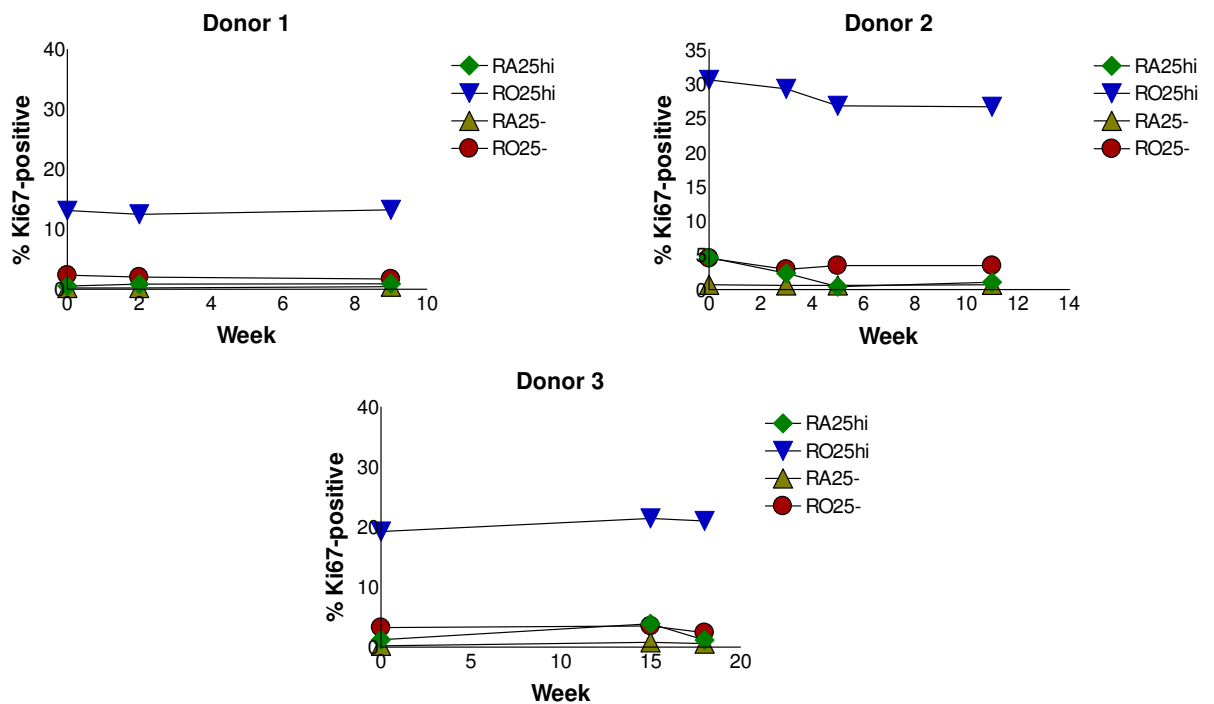 Donor 1
40
30
20
10
0
% Ki67-positive
0 2 4 6 8 10
Week
RA25hi
RO25hi
RA25-
RO25-
Donor 2
35
30
25
20
15
10
5
0
% Ki67-positive
0 2 4 6 8 10 12 14
Week
RA25hi
RO25hi
RA25-
RO25-
Donor 3
40
30
20
10
0
% Ki67-positive
0 5 10 15 20
Week
RA25hi
RO25hi
RA25-
RO25-